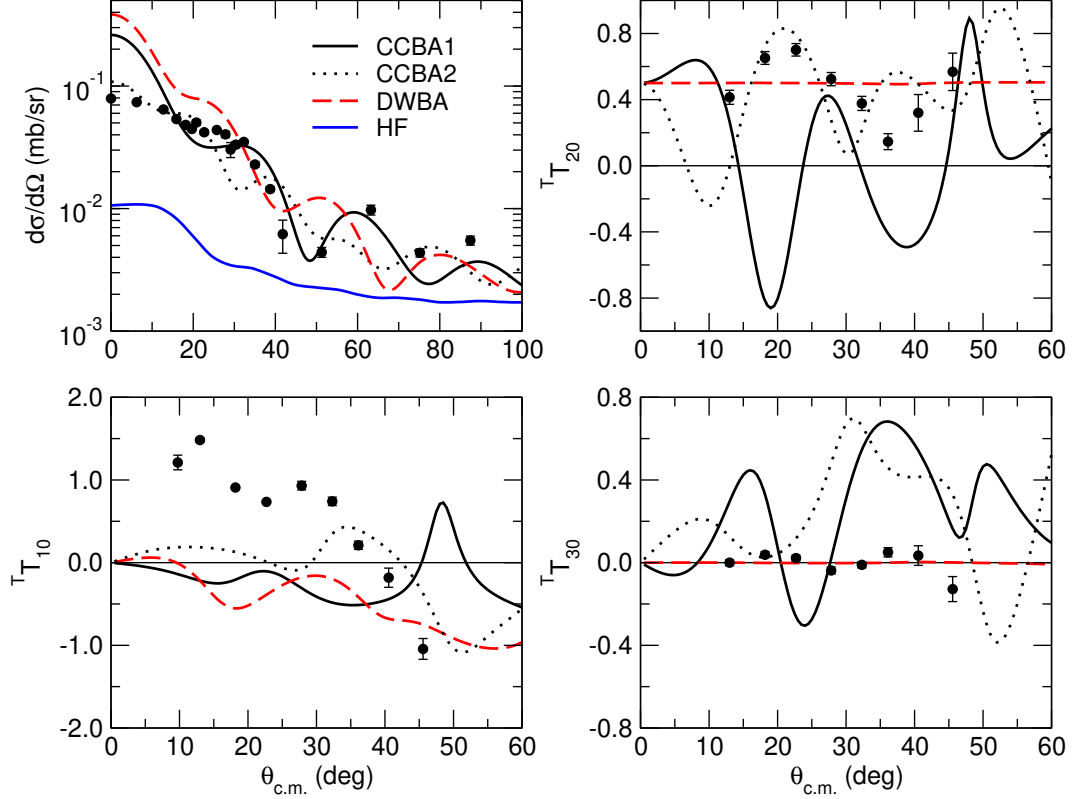 CCBA1
CCBA2
DWBA
HF
dσ/dΩ (mb/sr)
10⁻¹
10⁻²
10⁻³
0 20 40 60 80 100
ᵀT₂₀
0.8
0.4
0.0
-0.4
-0.8
0 10 20 30 40 50 60
ᵀT₁₀
2.0
1.0
0.0
-1.0
-2.0
0 10 20 30 40 50 60
θc.m. (deg)
ᵀT₃₀
0.8
0.4
0.0
-0.4
-0.8
0 10 20 30 40 50 60
θc.m. (deg)